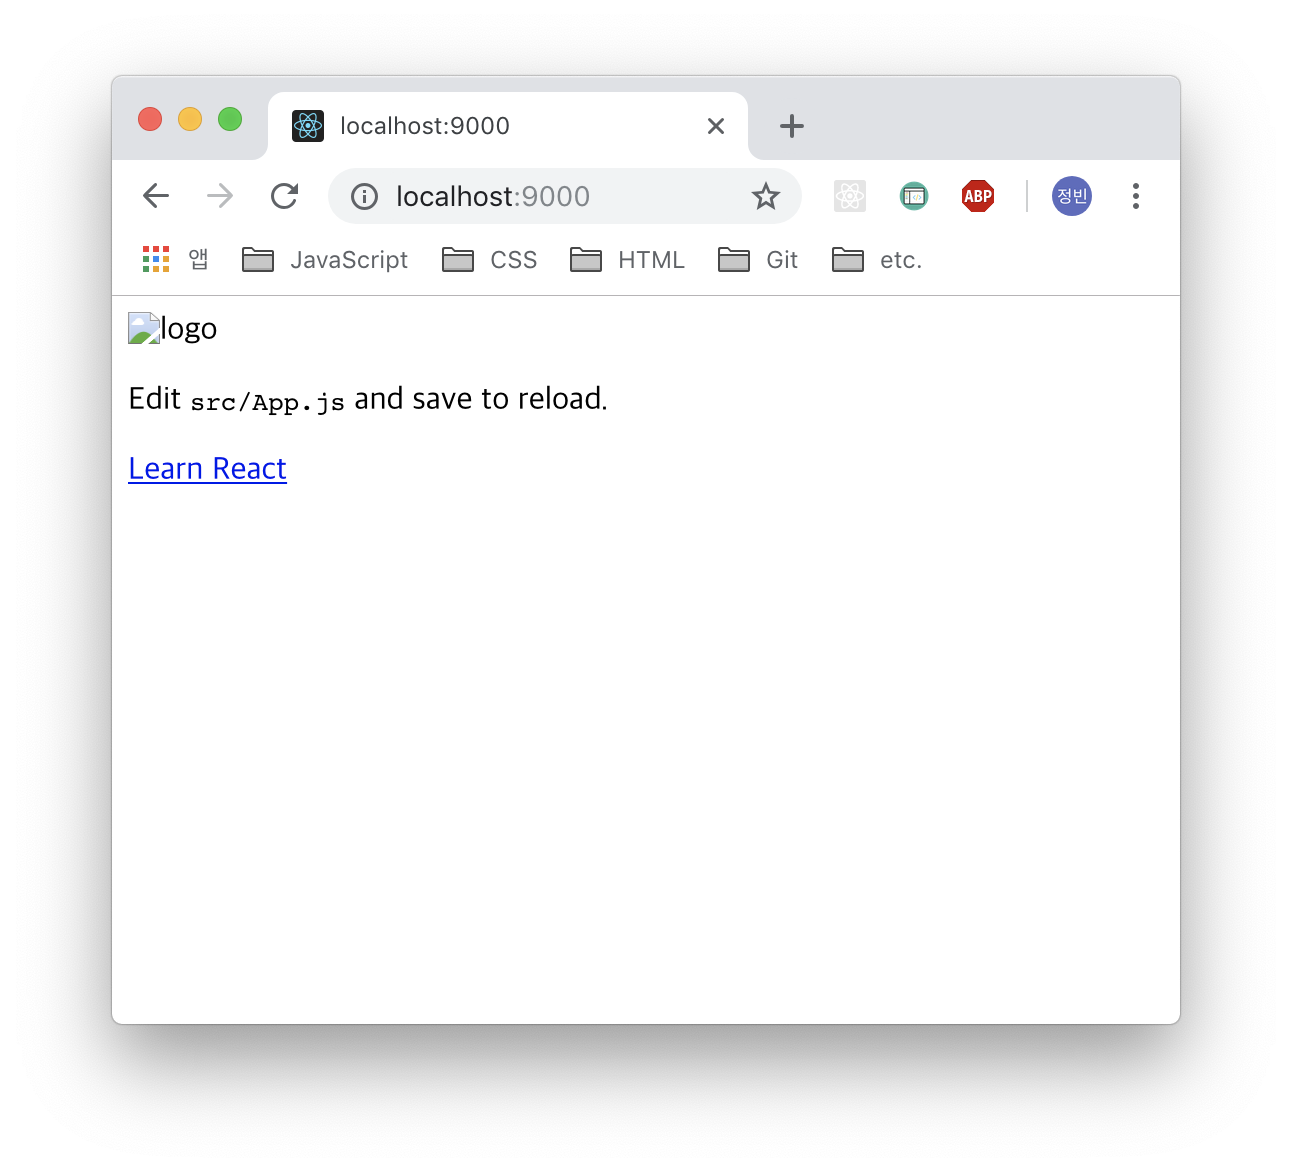 localhost:9000
localhost:9000 ABP 정빈
앱 JavaScript CSS HTML Git etc.
logo
Edit src/App.js and save to reload.
Learn React